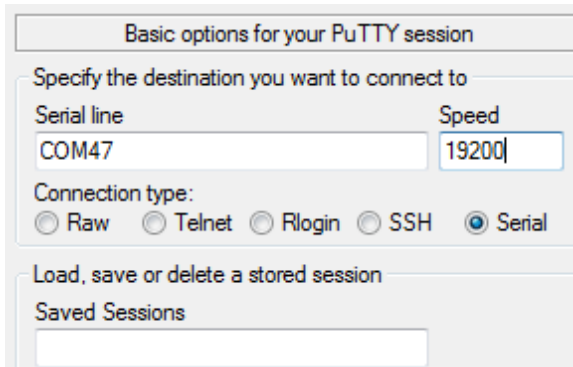 Basic options for your PuTTY session
Specify the destination you want to connect to
Serial line Speed
COM47 19200
Connection type:
Raw Telnet Rlogin SSH Serial
Load, save or delete a stored session
Saved Sessions